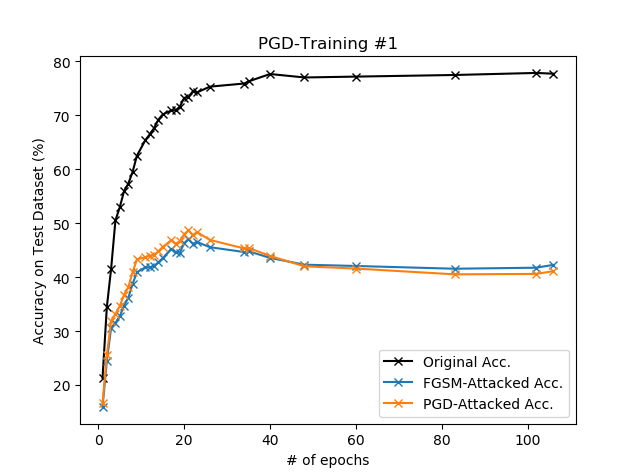 PGD-Training #1
Accuracy on Test Dataset (%)
80
70
60
50
40
30
20
0
20
40
60
80
100
# of epochs
Original Acc.
FGSM-Attacked Acc.
PGD-Attacked Acc.